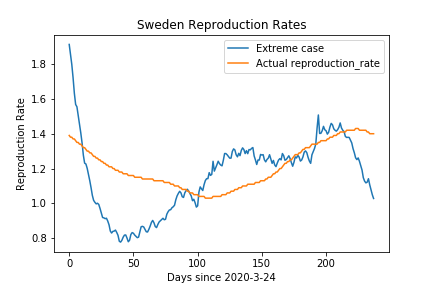 Sweden Reproduction Rates
Extreme case
Actual reproduction_rate
Reproduction Rate
1.8
1.6
1.4
1.2
1.0
0.8
0 50 100 150 200
Days since 2020-3-24